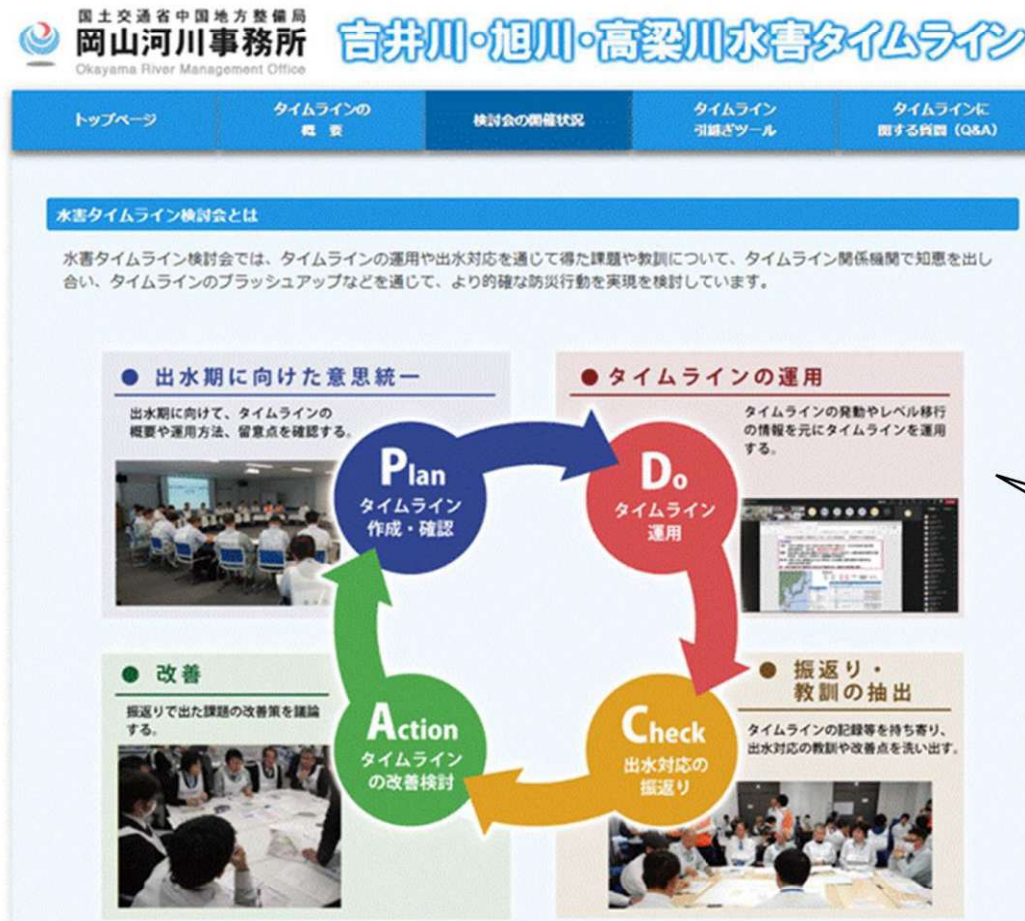 国土交通省中国地方整備局
岡山河川事務所
Okayama River Management Office
吉井川・旭川・高梁川水害タイムライン
トップページ
タイムラインの
概 要
検討会の開催状況
タイムライン
引継ぎツール
タイムラインに
関する質問(Q&A)
水害タイムライン検討会とは
水害タイムライン検討会では、タイムラインの運用や出水対応を通じて得た課題や教訓について、タイムライン関係機関で知恵を出し
合い、タイムラインのブラッシュアップなどを通じて、より的確な防災行動を実現を検討しています。
● 出水期に向けた意思統一
出水期に向けて、タイムラインの
概要や運用方法、留意点を確認する。
Plan
タイムライン
作成・確認
● タイムラインの運用
タイムラインの発動やレベル移行
の情報を元にタイムラインを運用
する。
Do
タイムライン
運用
● 改善
振返りで出た課題の改善策を議論
する。
Action
タイムライン
の改善検討
● 振返り・
教訓の抽出
タイムラインの記録等を持ち寄り、
出水対応の教訓や改善点を洗い出す。
Check
出水対応の
振返り